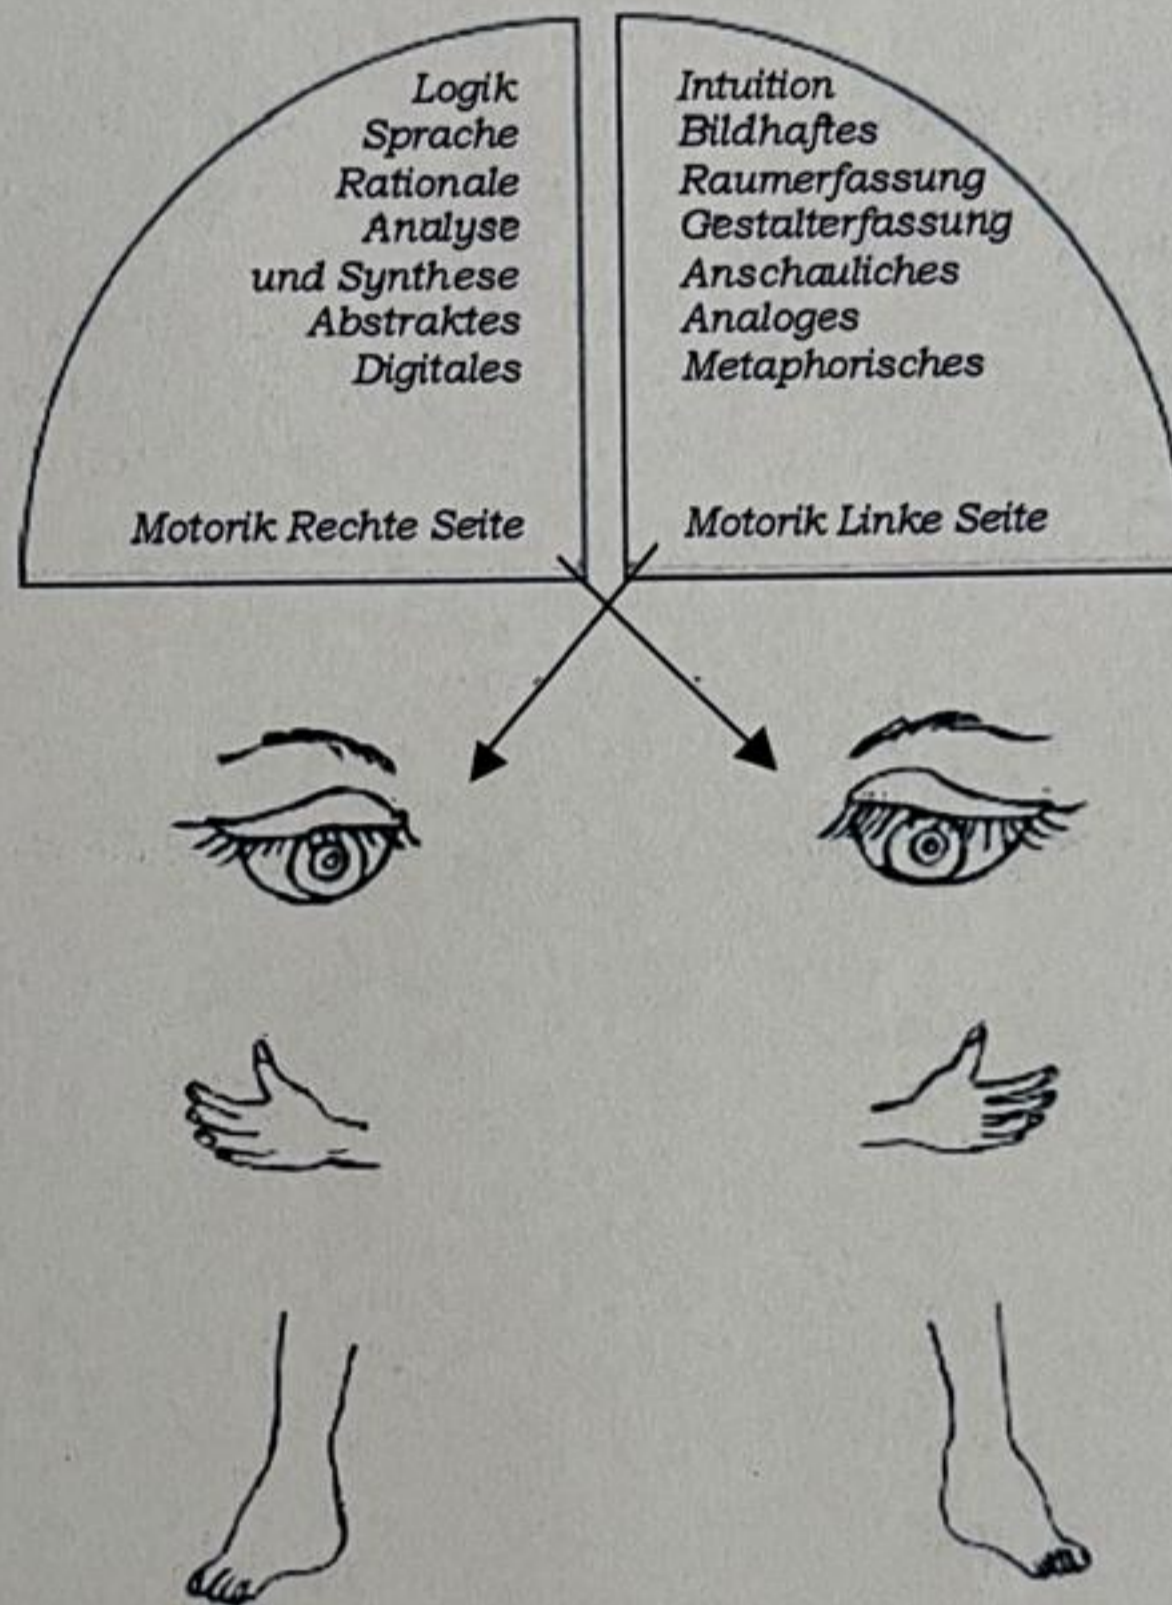 Logik
Sprache
Rationale
Analyse
und Synthese
Abstraktes
Digitales
Motorik Rechte Seite
Intuition
Bildhaftes
Raumerfassung
Gestalterfassung
Anschauliches
Analoges
Metaphorisches
Motorik Linke Seite